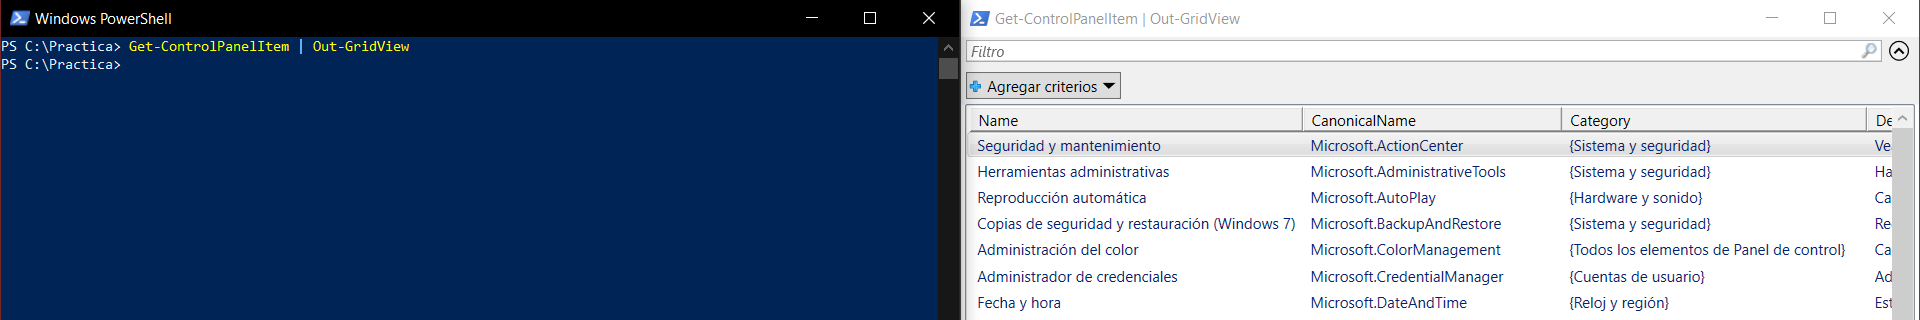 Windows PowerShell
PS C:\Practica> Get-ControlPanelItem | Out-GridView
PS C:\Practica>
Get-ControlPanelItem | Out-GridView
Filtro
Agregar criterios
Name CanonicalName Category De
Seguridad y mantenimiento Microsoft.ActionCenter {Sistema y seguridad} Ve
Herramientas administrativas Microsoft.AdministrativeTools {Sistema y seguridad} Ha
Reproducción automática Microsoft.AutoPlay {Hardware y sonido} Ca
Copias de seguridad y restauración (Windows 7) Microsoft.BackupAndRestore {Sistema y seguridad} Re
Administración del color Microsoft.ColorManagement {Todos los elementos de Panel de control} Ca
Administrador de credenciales Microsoft.CredentialManager {Cuentas de usuario} Ad
Fecha y hora Microsoft.DateAndTime {Reloj y región} Est